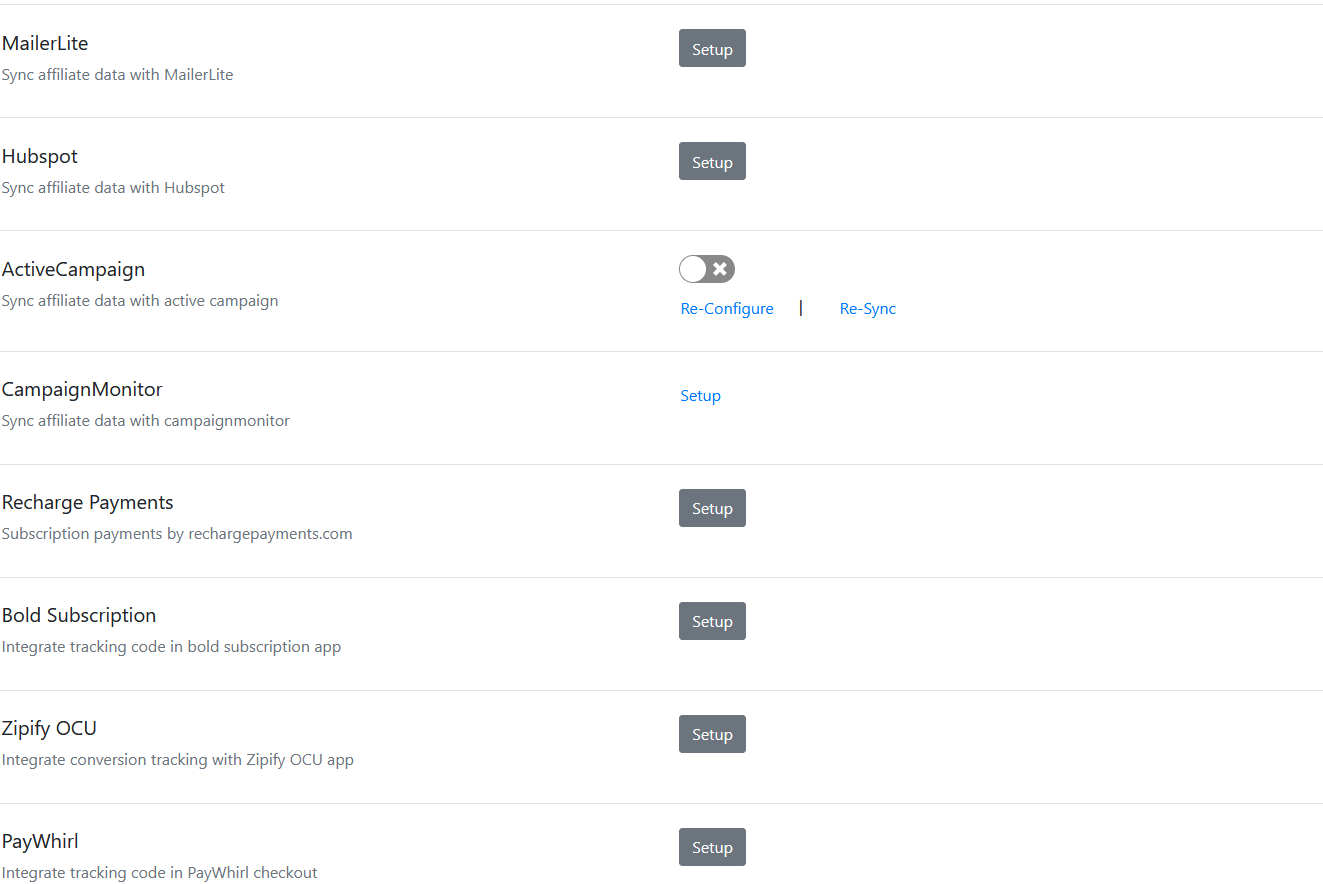 MailerLite
Setup
Sync affiliate data with MailerLite
Hubspot
Setup
Sync affiliate data with Hubspot
ActiveCampaign
Sync affiliate data with active campaign
Re-Configure | Re-Sync
CampaignMonitor
Setup
Sync affiliate data with campaignmonitor
Recharge Payments
Setup
Subscription payments by rechargepayments.com
Bold Subscription
Setup
Integrate tracking code in bold subscription app
Zipify OCU
Setup
Integrate conversion tracking with Zipify OCU app
PayWhirl
Setup
Integrate tracking code in PayWhirl checkout